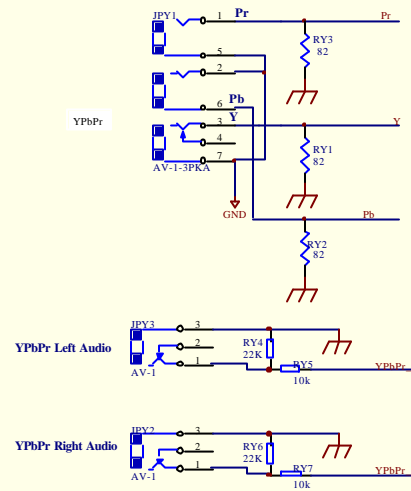 JPY1
1 Pr Pr
RY3
82
5
2
Pb
6 Y
YPbPr
3 Y
4
RY1
82
7
AV-1-3PKA
GND
Pb
RY2
82
JPY3
3
YPbPr Left Audio
2
RY4
22K
1
RY5
YPbPr_
AV-1
10k
JPY2
3
YPbPr Right Audio
2
RY6
22K
1
RY7
YPbPr
AV-1
10k